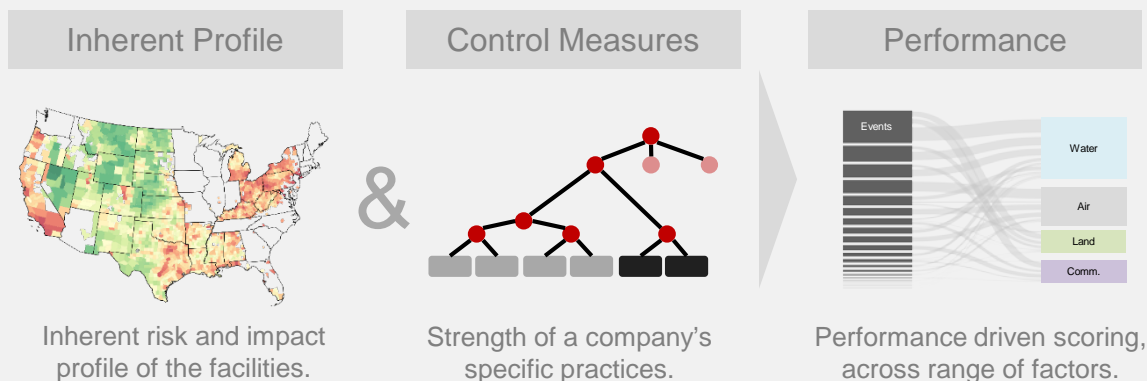 Inherent Profile
Control Measures
Performance
&
Events
Water
Air
Land
Comm.
Inherent risk and impact
profile of the facilities.
Strength of a company's
specific practices.
Performance driven scoring,
across range of factors.